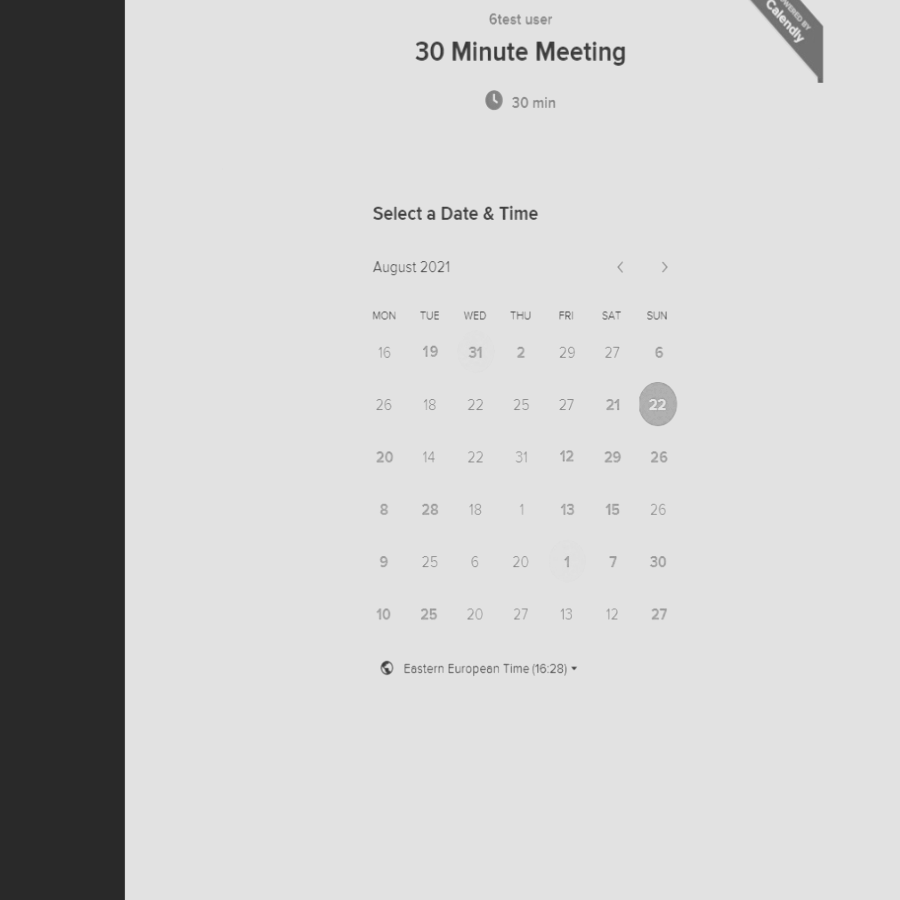 6test user
POWERED BY
Calendly
30 Minute Meeting
30 min
Select a Date & Time
August 2021
MON TUE WED THU FRI SAT SUN
16 19 31 2 29 27 6
26 18 22 25 27 21 22
20 14 22 31 12 29 26
8 28 18 1 13 15 26
9 25 6 20 1 7 30
10 25 20 27 13 12 27
Eastern European Time (16:28)